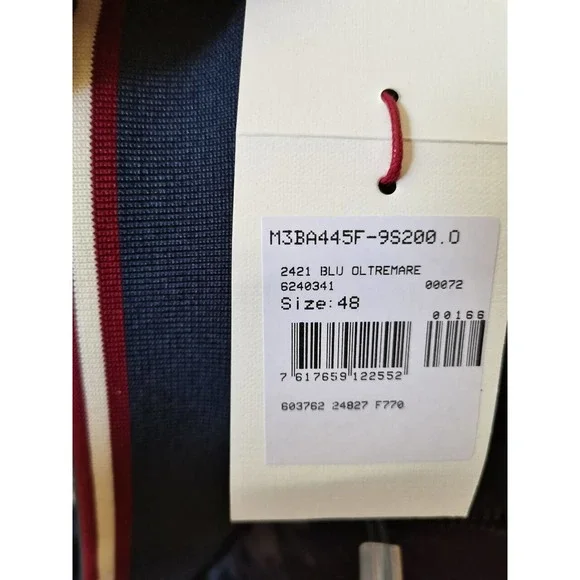 M3BA445F-9S200.0
2421 BLU OLTREMARE
6240341 00072
Size:48
00166
7 617659 122552
603762 24827 F770